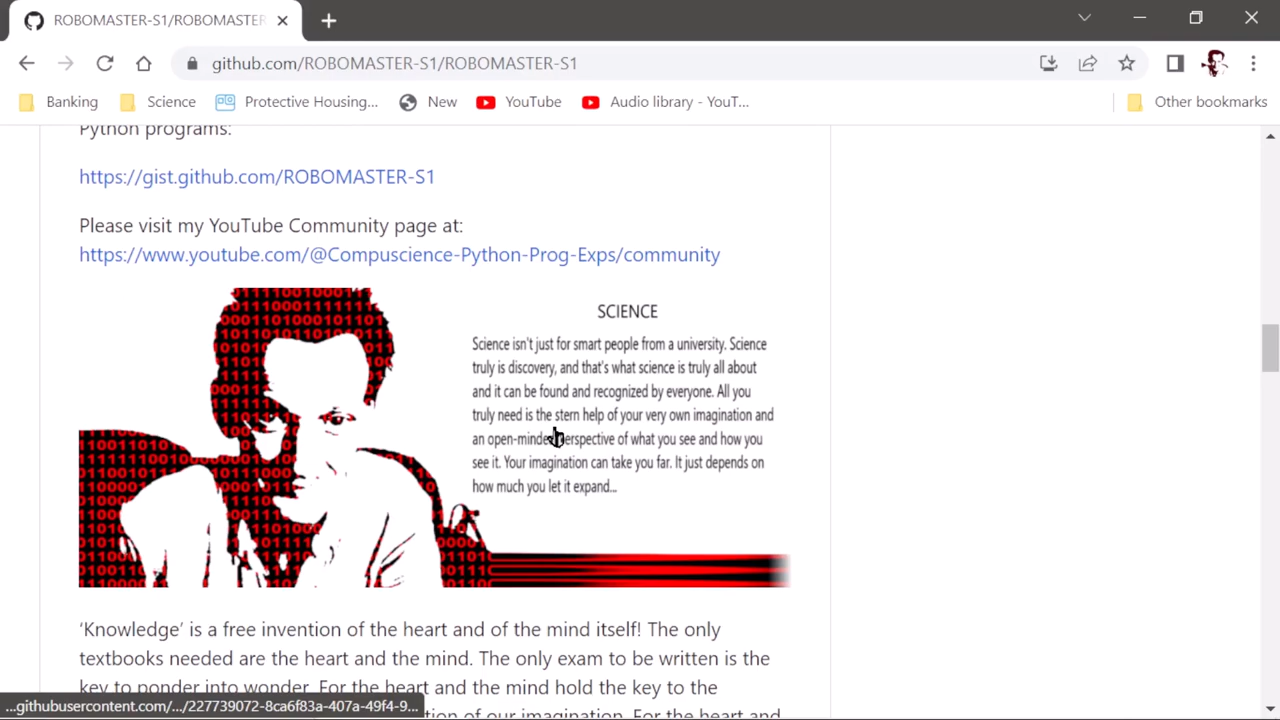 ROBOMASTER-S1/ROBOMASTER
github.com/ROBOMASTER-S1/ROBOMASTER-S1
Banking Science Protective Housing... New YouTube Audio library - YouT... Other bookmarks
Python programs:
https://gist.github.com/ROBOMASTER-S1
Please visit my YouTube Community page at:
https://www.youtube.com/@Compuscience-Python-Prog-Exps/community
SCIENCE
Science isn't just for smart people from a university. Science
truly is discovery, and that's what science is truly all about
and it can be found and recognized by everyone. All you
truly need is the stern help of your very own imagination and
an open-minded perspective of what you see and how you
see it. Your imagination can take you far. It just depends on
how much you let it expand...
‘Knowledge’ is a free invention of the heart and of the mind itself! The only
textbooks needed are the heart and the mind. The only exam to be written is the
key to ponder into wonder. For the heart and the mind hold the key to the
tion of our imagination. For the heart and
...githubusercontent.com/.../227739072-8ca6f83a-407a-49f4-9...